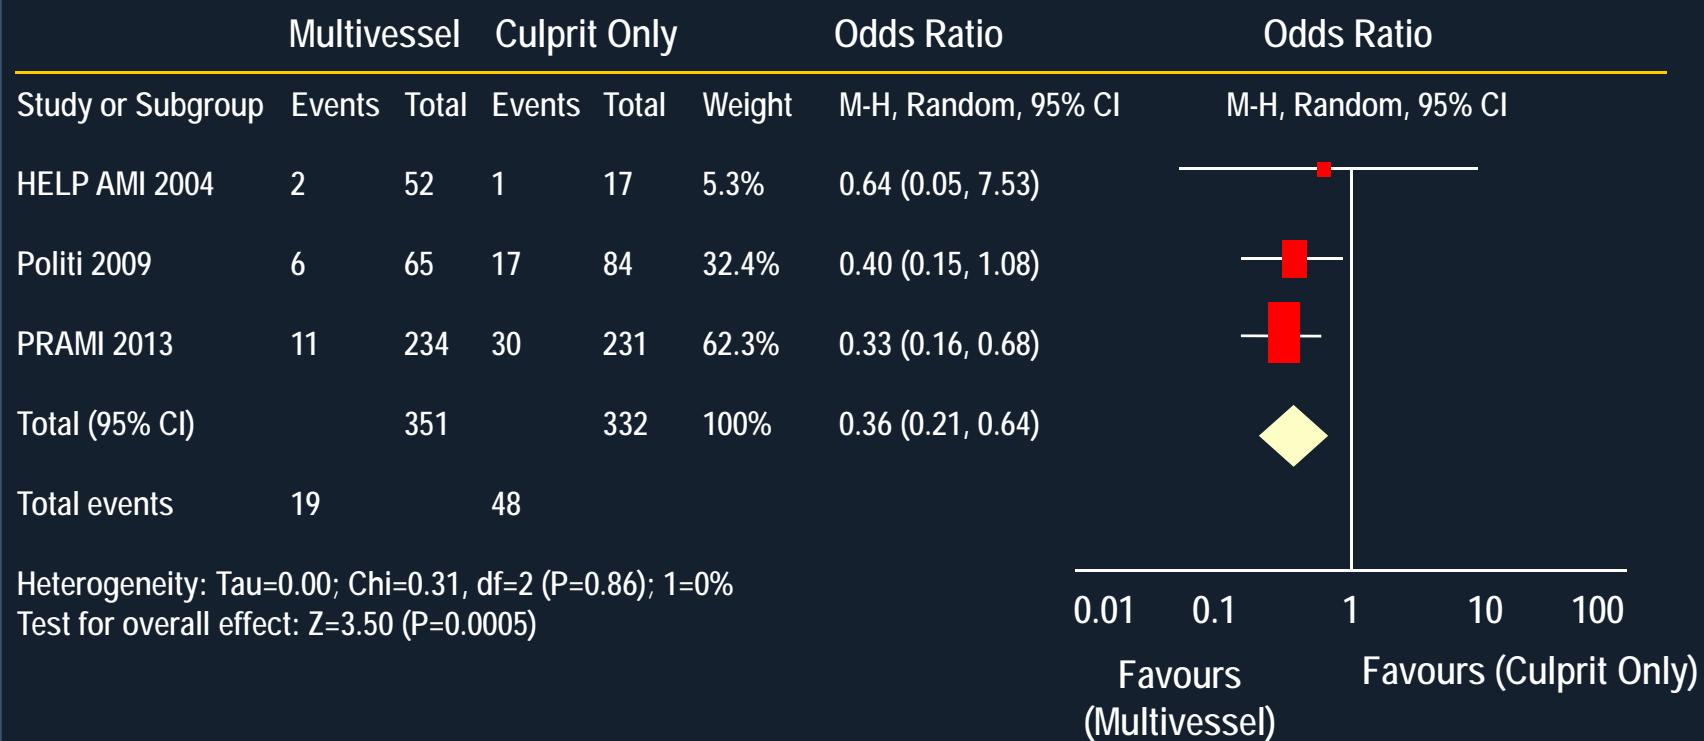 Multivessel Culprit Only Odds Ratio Odds Ratio
Study or Subgroup Events Total Events Total Weight M-H, Random, 95% CI M-H, Random, 95% CI
HELP AMI 2004 2 52 1 17 5.3% 0.64 (0.05, 7.53)
Politi 2009 6 65 17 84 32.4% 0.40 (0.15, 1.08)
PRAMI 2013 11 234 30 231 62.3% 0.33 (0.16, 0.68)
Total (95% CI) 351 332 100% 0.36 (0.21, 0.64)
Total events 19 48
Heterogeneity: Tau=0.00; Chi=0.31, df=2 (P=0.86); 1=0%
Test for overall effect: Z=3.50 (P=0.0005)
0.01 0.1 1 10 100
Favours (Multivessel)
Favours (Culprit Only)